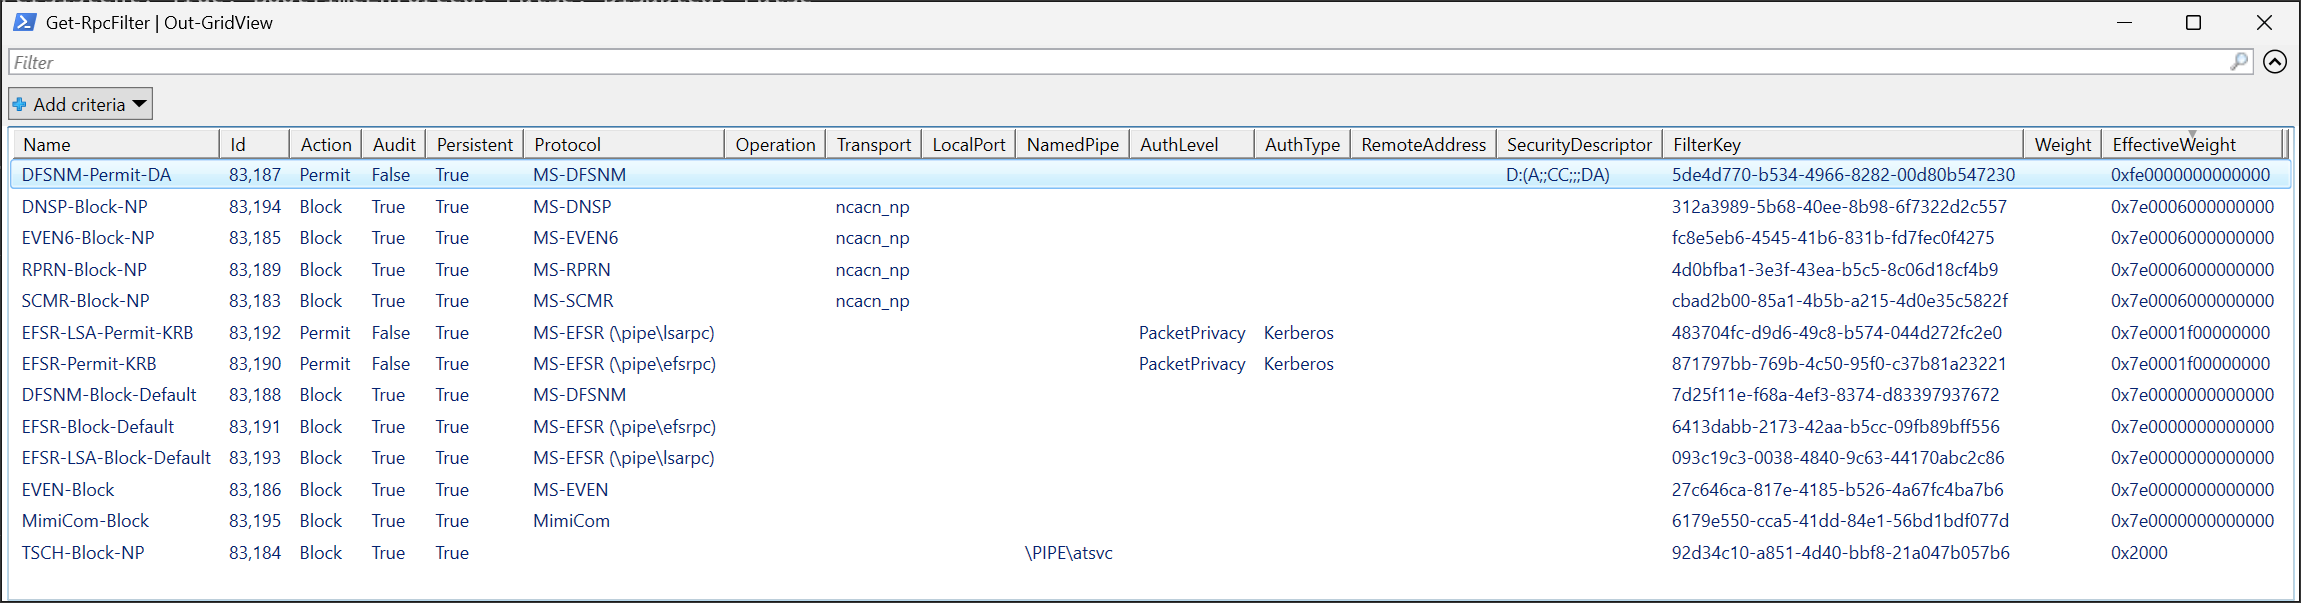 Get-RpcFilter | Out-GridView
Filter
Add criteria
Name Id Action Audit Persistent Protocol Operation Transport LocalPort NamedPipe AuthLevel AuthType RemoteAddress SecurityDescriptor FilterKey Weight EffectiveWeight
DFSNM-Permit-DA 83,187 Permit False True MS-DFSNM D:(A;;CC;;;DA) 5de4d770-b534-4966-8282-00d80b547230 0xfe0000000000000
DNSP-Block-NP 83,194 Block True True MS-DNSP ncacn_np 312a3989-5b68-40ee-8b98-6f7322d2c557 0x7e0006000000000
EVEN6-Block-NP 83,185 Block True True MS-EVEN6 ncacn_np fc8e5eb6-4545-41b6-831b-fd7fec0f4275 0x7e0006000000000
RPRN-Block-NP 83,189 Block True True MS-RPRN ncacn_np 4d0bfba1-3e3f-43ea-b5c5-8c06d18cf4b9 0x7e0006000000000
SCMR-Block-NP 83,183 Block True True MS-SCMR ncacn_np cbad2b00-85a1-4b5b-a215-4d0e35c5822f 0x7e0006000000000
EFSR-LSA-Permit-KRB 83,192 Permit False True MS-EFSR (\pipe\lsarpc) PacketPrivacy Kerberos 483704fc-d9d6-49c8-b574-044d272fc2e0 0x7e0001f00000000
EFSR-Permit-KRB 83,190 Permit False True MS-EFSR (\pipe\efsrpc) PacketPrivacy Kerberos 871797bb-769b-4c50-95f0-c37b81a23221 0x7e0001f00000000
DFSNM-Block-Default 83,188 Block True True MS-DFSNM 7d25f11e-f68a-4ef3-8374-d83397937672 0x7e0000000000000
EFSR-Block-Default 83,191 Block True True MS-EFSR (\pipe\efsrpc) 6413dabb-2173-42aa-b5cc-09fb89bff556 0x7e0000000000000
EFSR-LSA-Block-Default 83,193 Block True True MS-EFSR (\pipe\lsarpc) 093c19c3-0038-4840-9c63-44170abc2c86 0x7e0000000000000
EVEN-Block 83,186 Block True True MS-EVEN 27c646ca-817e-4185-b526-4a67fc4ba7b6 0x7e0000000000000
MimiCom-Block 83,195 Block True True MimiCom 6179e550-cca5-41dd-84e1-56bd1bdf077d 0x7e0000000000000
TSCH-Block-NP 83,184 Block True True \PIPE\atsvc 92d34c10-a851-4d40-bbf8-21a047b057b6 0x2000